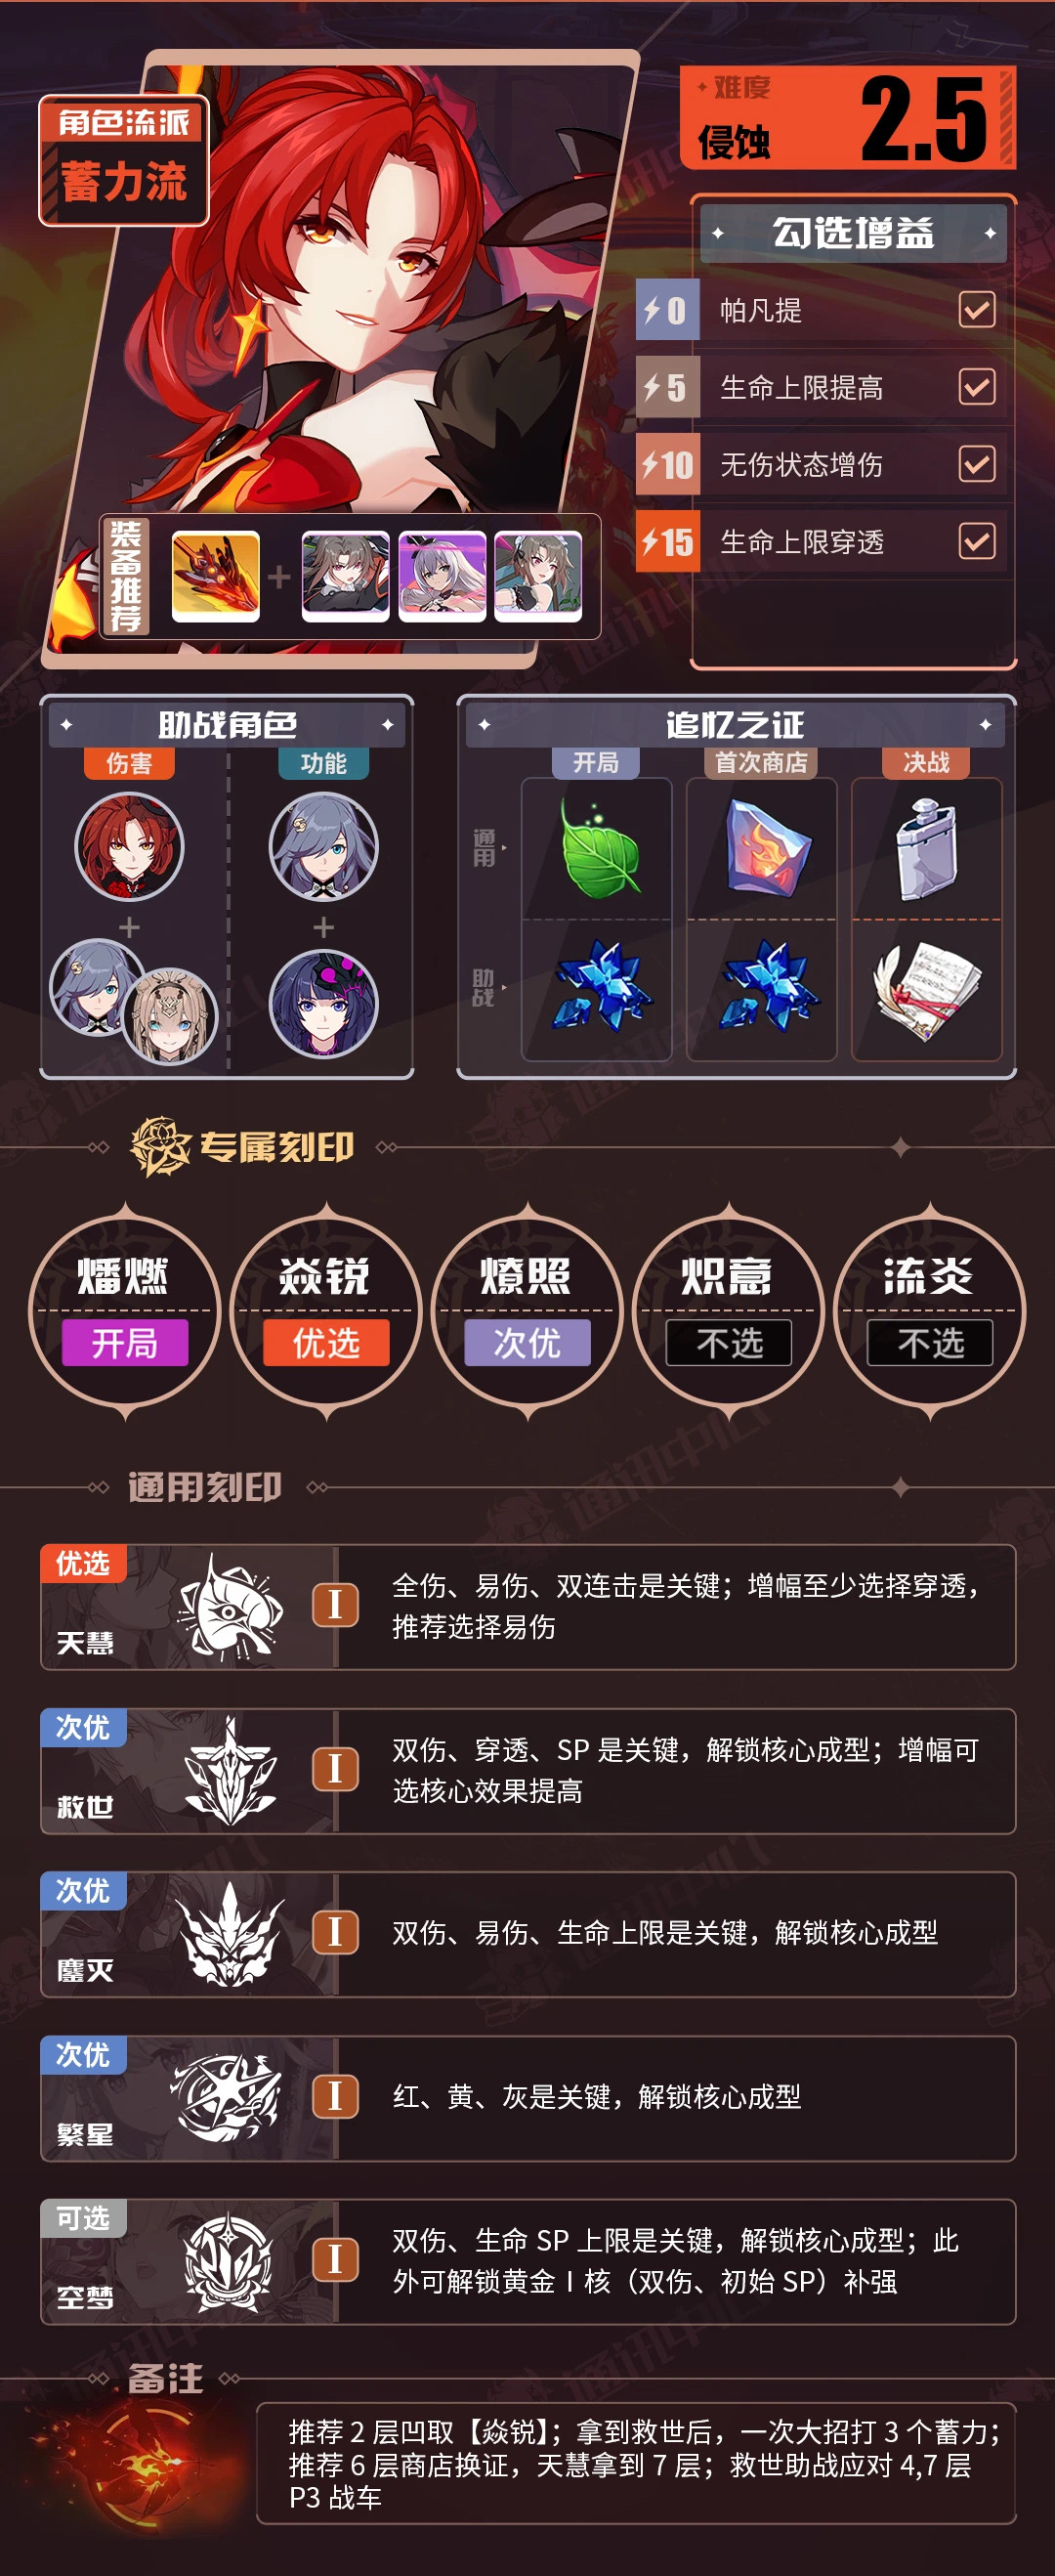 角色流派
蓄力流
难度
侵蚀
2.5
勾选增益
0 帕凡提
5 生命上限提高
10 无伤状态增伤
15 生命上限穿透
装备推荐
+
助战角色
伤害
功能
+
+
追忆之证
开局
首次商店
决战
通用
助战
专属刻印
燔燃
开局
焱锐
优选
燎照
次优
炽意
不选
流炎
不选
通用刻印
优选
天慧
I
全伤、易伤、双连击是关键；增幅至少选择穿透，
推荐选择易伤
次优
救世
I
双伤、穿透、SP 是关键，解锁核心成型；增幅可
选核心效果提高
次优
鏖灭
I
双伤、易伤、生命上限是关键，解锁核心成型
次优
繁星
I
红、黄、灰是关键，解锁核心成型
可选
空梦
I
双伤、生命 SP 上限是关键，解锁核心成型；此
外可解锁黄金 I 核（双伤、初始 SP）补强
备注
推荐 2 层凹取【焱锐】；拿到救世后，一次大招打 3 个蓄力；
推荐 6 层商店换证，天慧拿到 7 层；救世助战应对 4,7 层
P3 战车